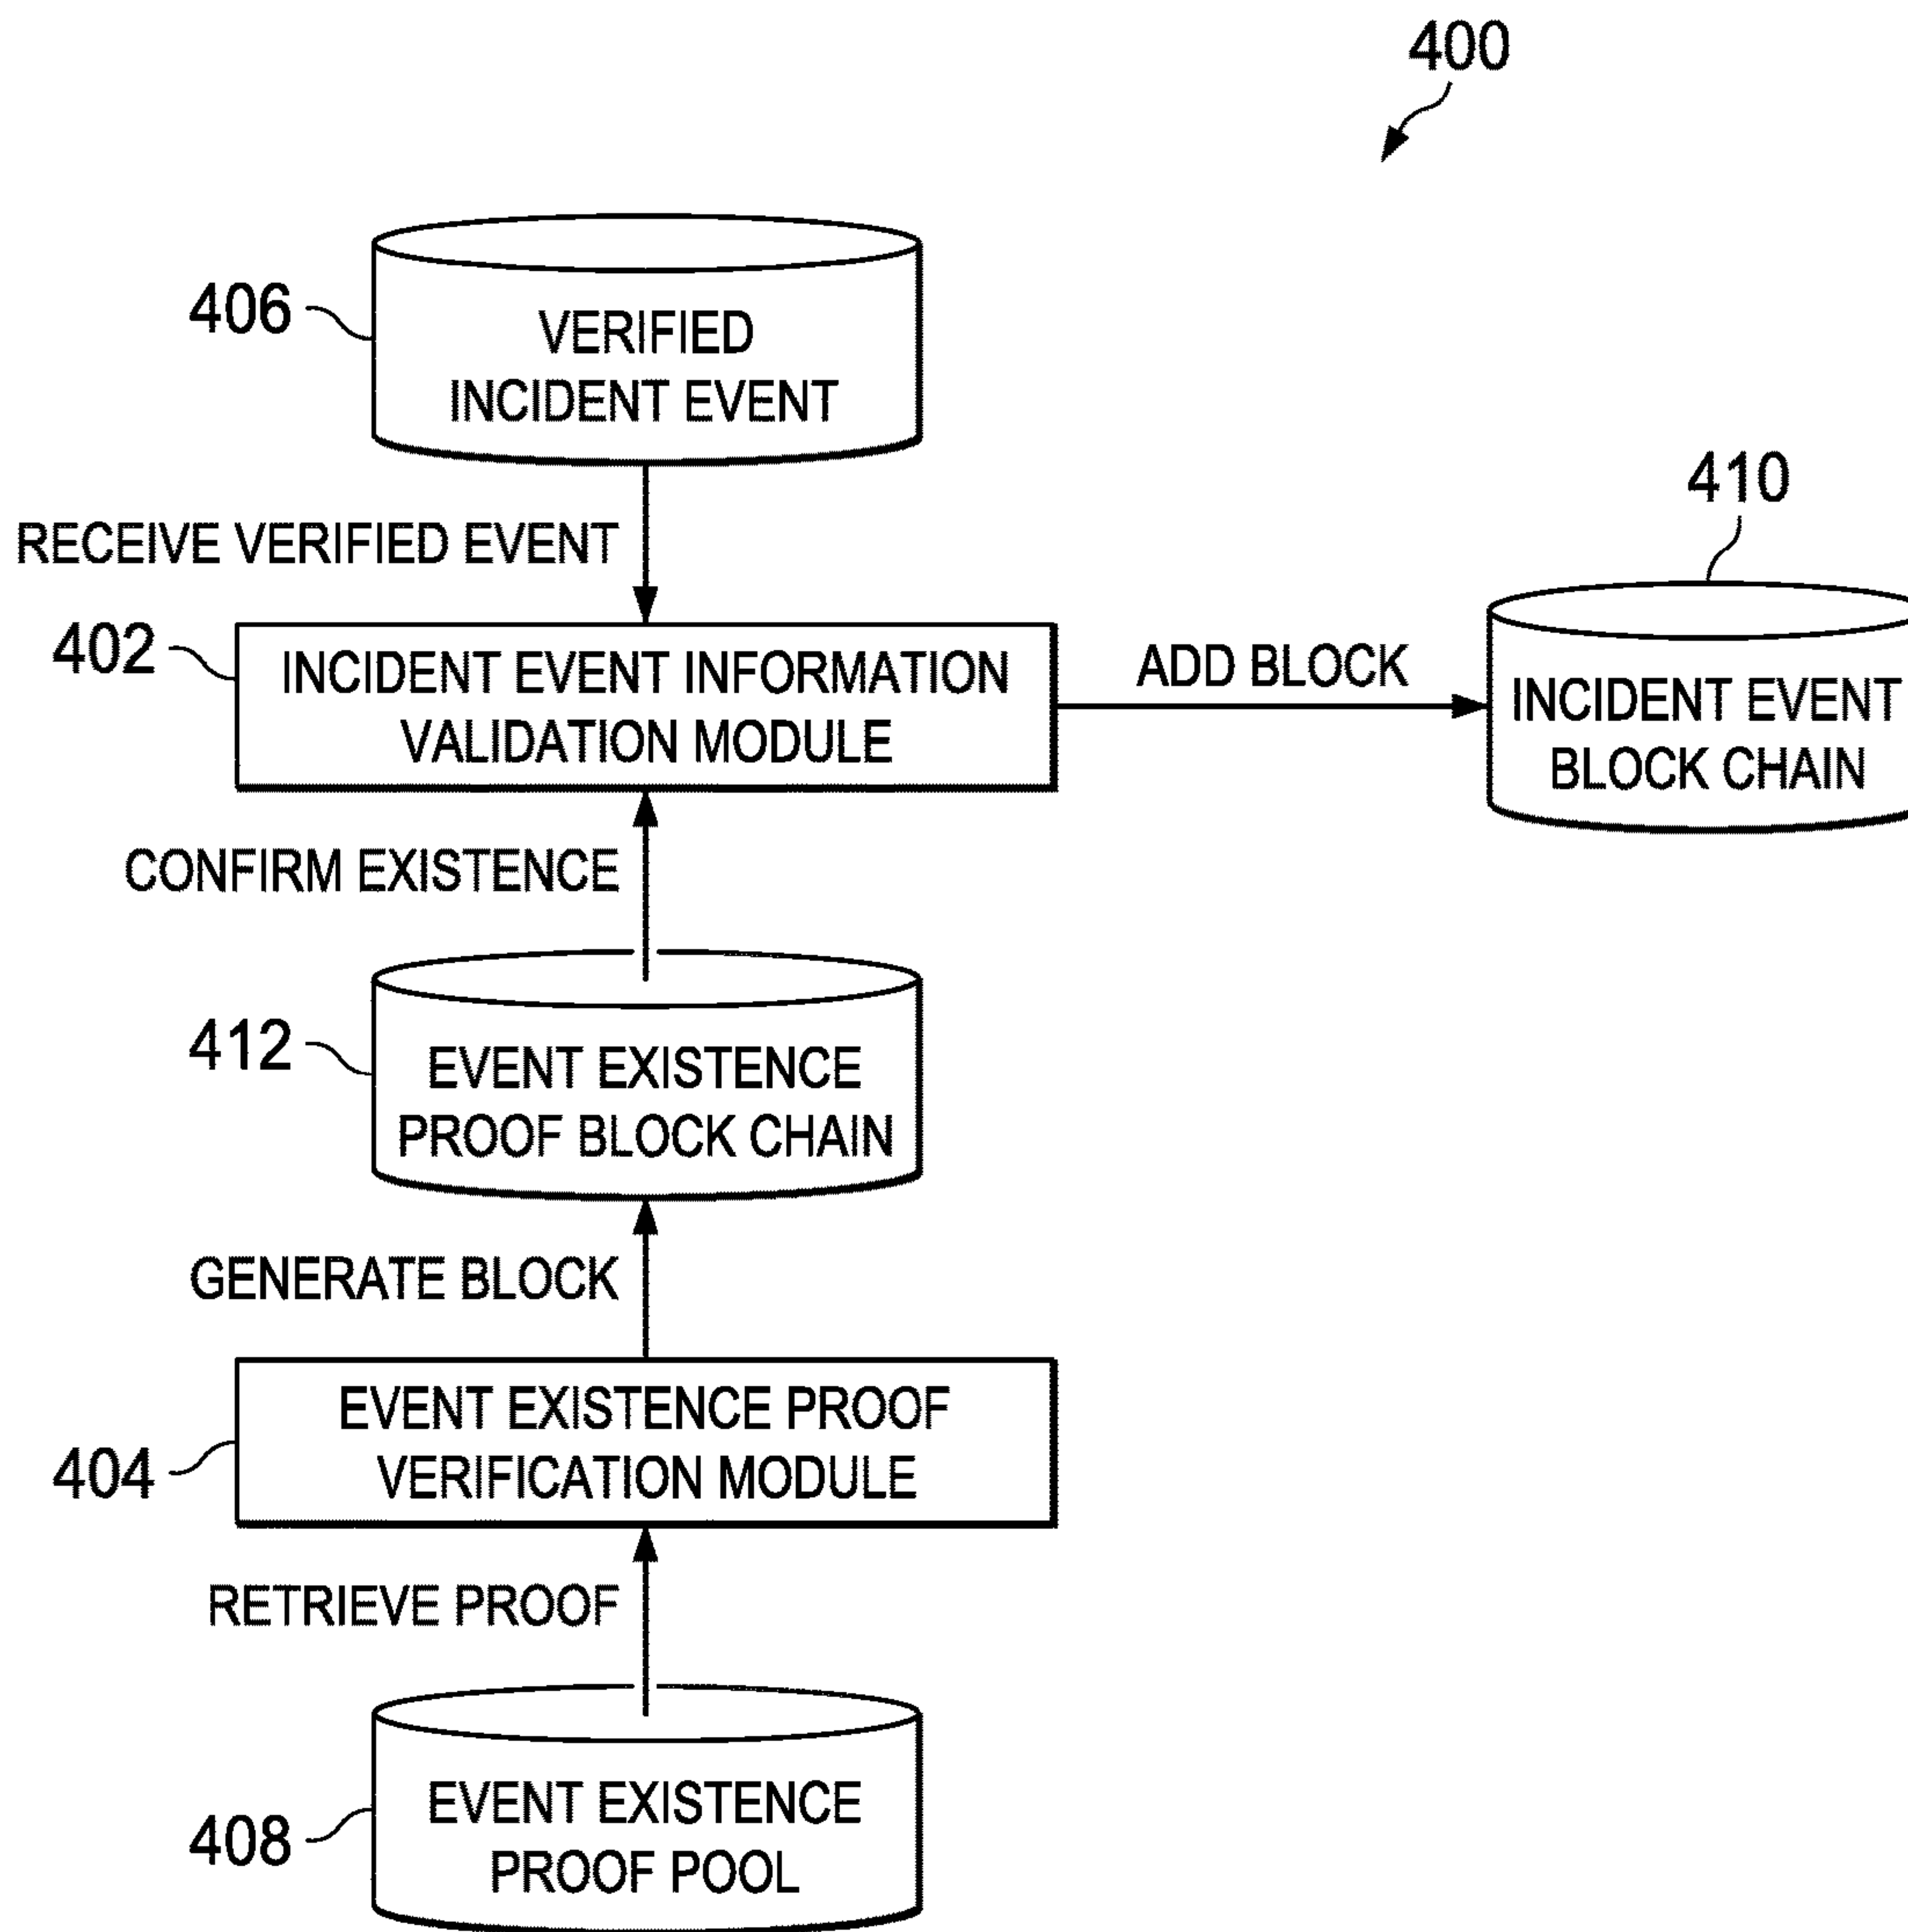 400
406
VERIFIED
INCIDENT EVENT
410
RECEIVE VERIFIED EVENT
402
INCIDENT EVENT INFORMATION
VALIDATION MODULE
ADD BLOCK
INCIDENT EVENT
BLOCK CHAIN
CONFIRM EXISTENCE
412
EVENT EXISTENCE
PROOF BLOCK CHAIN
GENERATE BLOCK
404
EVENT EXISTENCE PROOF
VERIFICATION MODULE
RETRIEVE PROOF
408
EVENT EXISTENCE
PROOF POOL